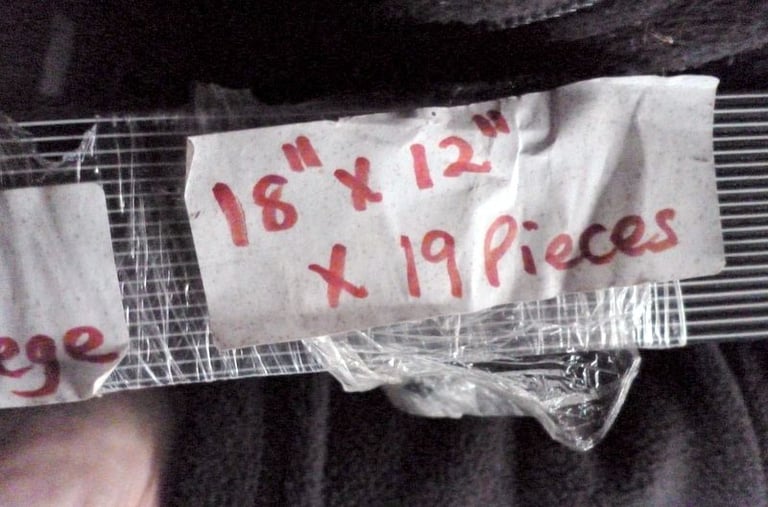 18" x 12"
x 19 Pieces